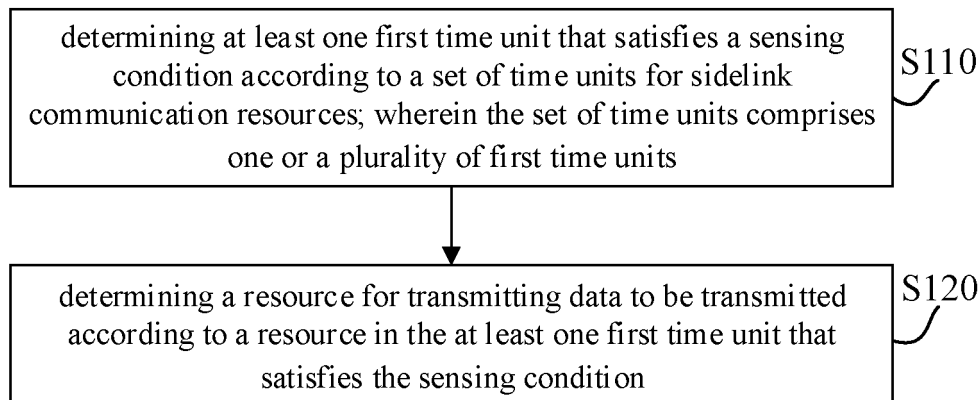 determining at least one first time unit that satisfies a sensing
condition according to a set of time units for sidelink
communication resources; wherein the set of time units comprises
one or a plurality of first time units
S110
determining a resource for transmitting data to be transmitted
according to a resource in the at least one first time unit that
satisfies the sensing condition
S120